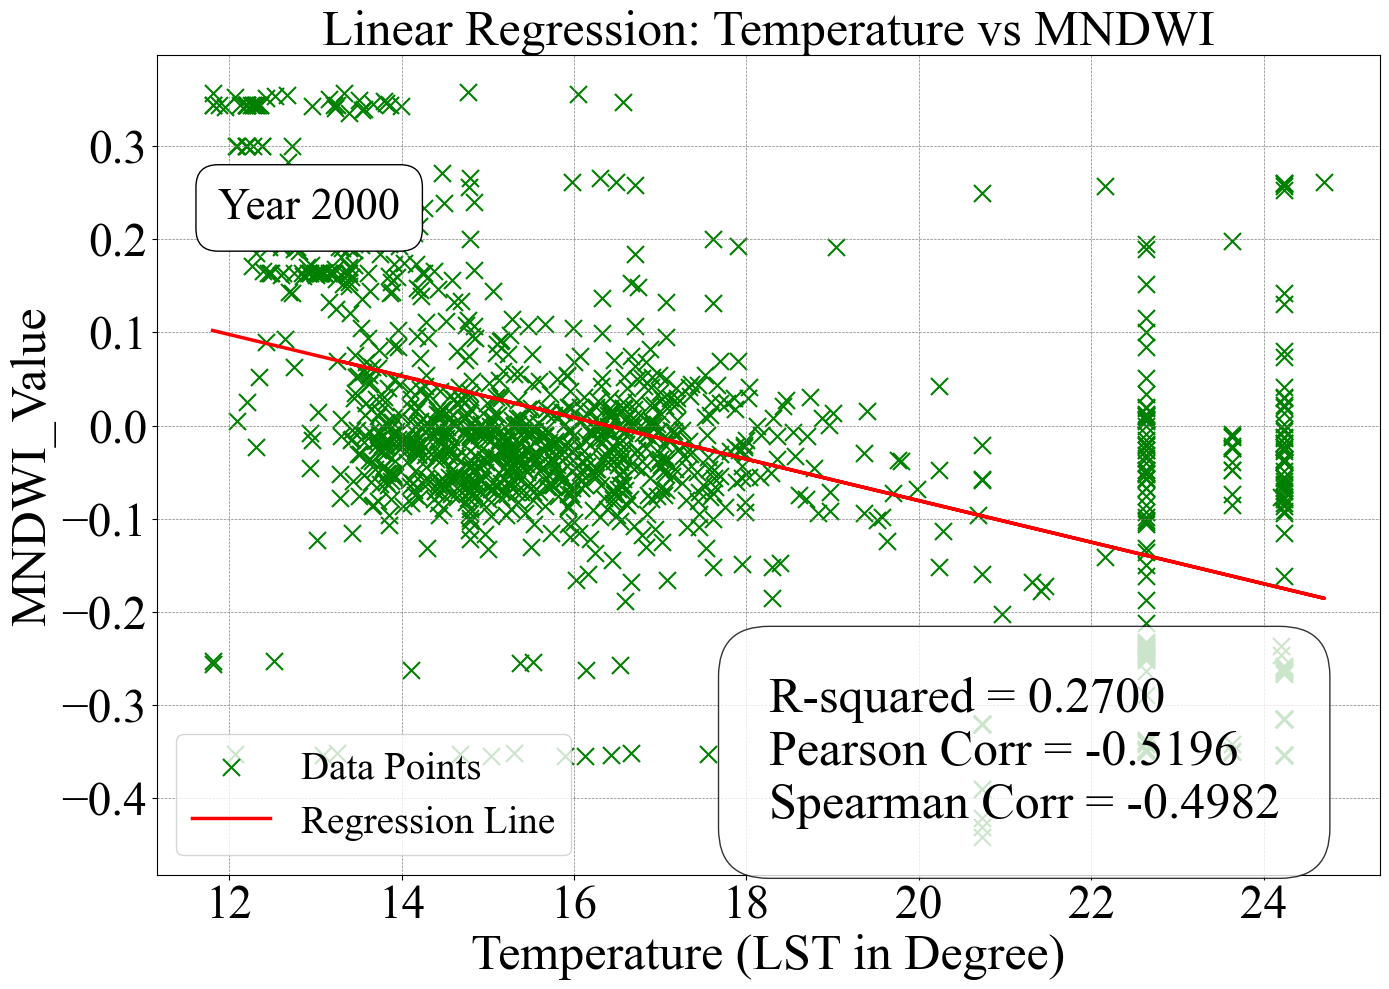 Linear Regression: Temperature vs MNDWI
MNDWI_Value
0.3
0.2
0.1
0.0
−0.1
−0.2
−0.3
−0.4
Year 2000
R-squared = 0.2700
Pearson Corr = -0.5196
Spearman Corr = -0.4982
Data Points
Regression Line
12 14 16 18 20 22 24
Temperature (LST in Degree)